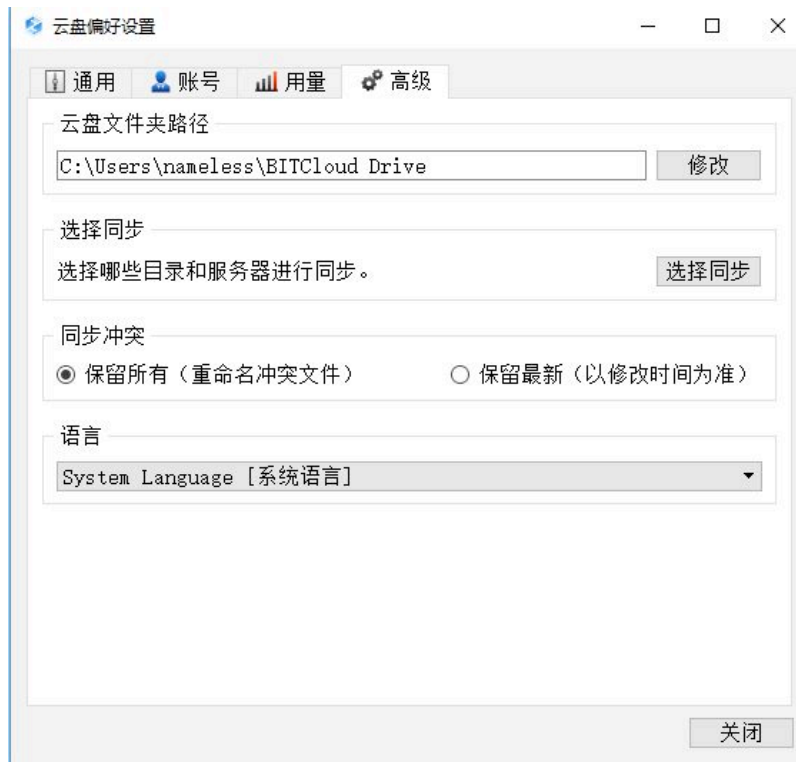 云盘偏好设置
通用 账号 用量 高级
云盘文件夹路径
C:\Users\nameless\BITCloud Drive 修改
选择同步
选择哪些目录和服务器进行同步。 选择同步
同步冲突
保留所有（重命名冲突文件） 保留最新（以修改时间为准）
语言
System Language [系统语言]
关闭